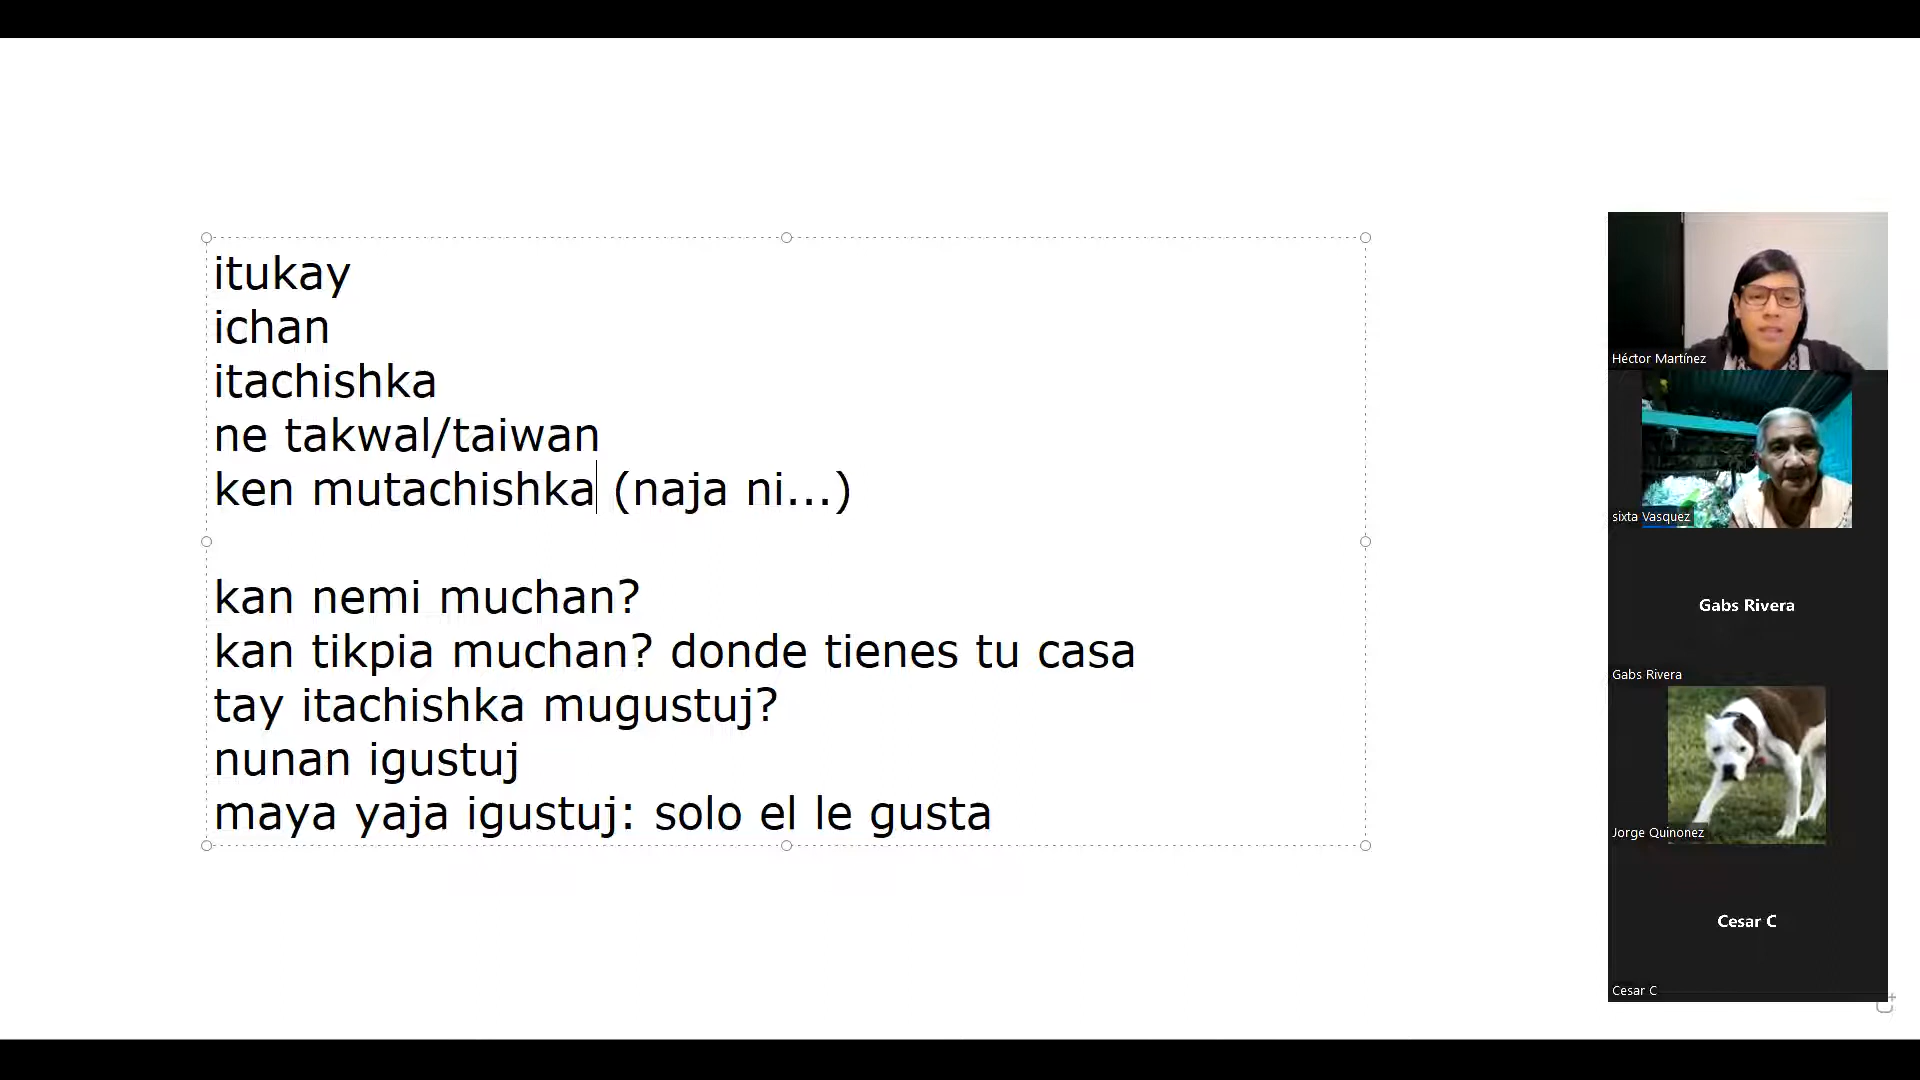 itukay
ichan
itachishka
ne takwal/taiwan
ken mutachishka (naja ni...)
kan nemi muchan?
kan tikpia muchan? donde tienes tu casa
tay itachishka mugustuj?
nunan igustuj
maya yaja igustuj: solo el le gusta
Héctor Martínez
sixta Vasquez
Gabs Rivera
Gabs Rivera
Jorge Quinonez
Cesar C
Cesar C